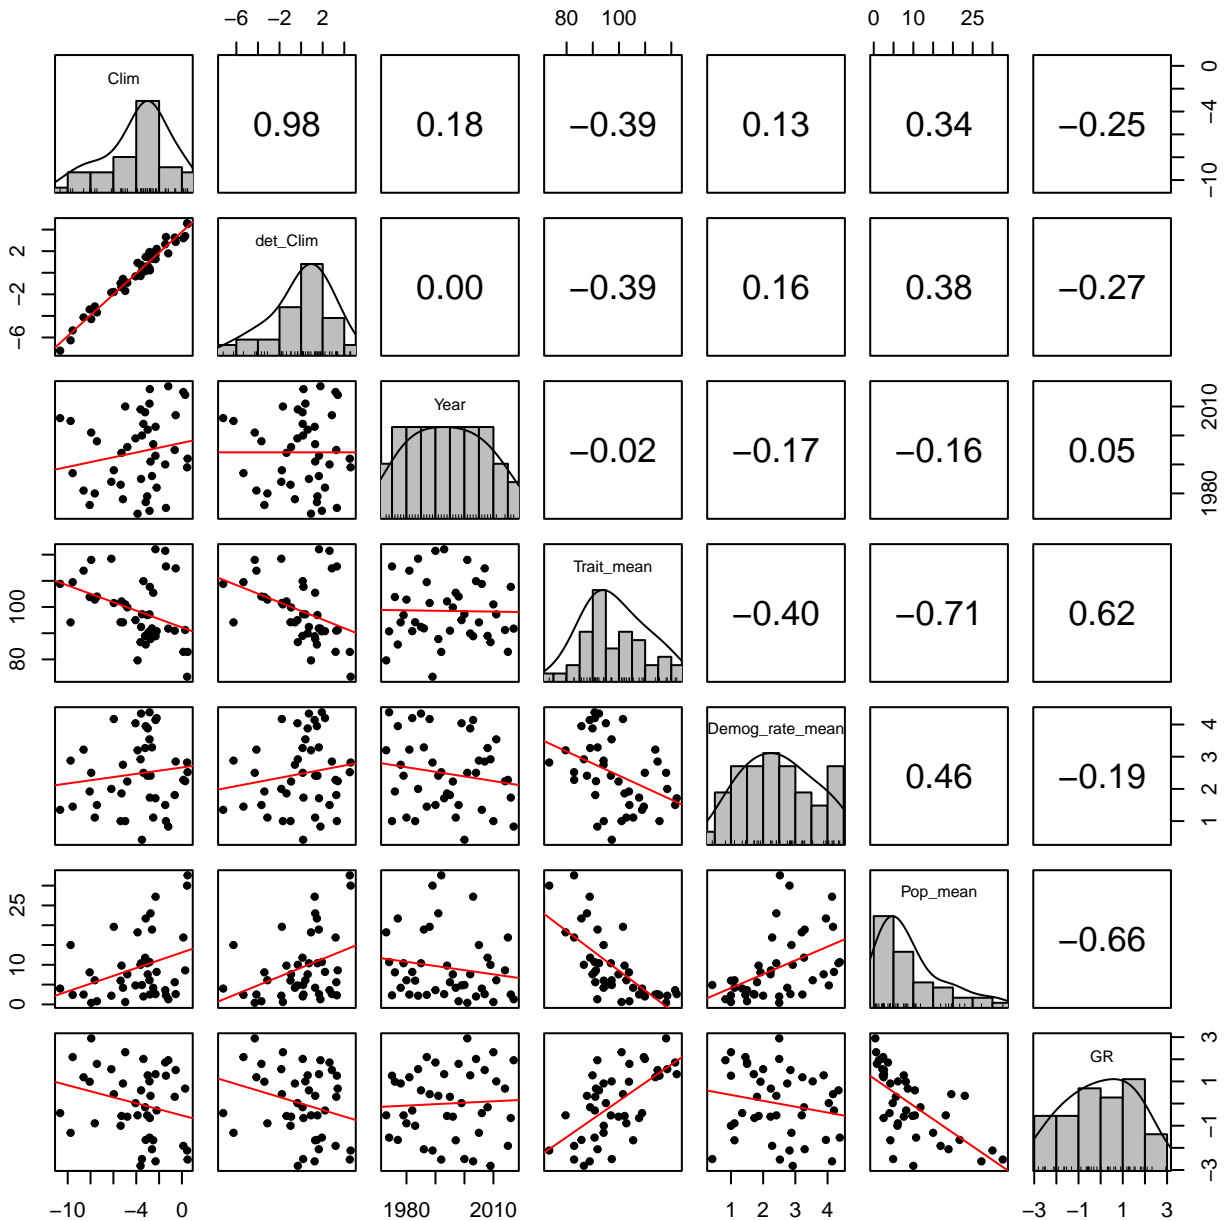 −6 −2 2 80 100 0 10 25
Clim 0.98 0.18 −0.39 0.13 0.34 −0.25 −10 −4 0
−6 −2 2 det_Clim 0.00 −0.39 0.16 0.38 −0.27
Year −0.02 −0.17 −0.16 0.05 1980 2010
80 100 Trait_mean −0.40 −0.71 0.62
Demog_rate_mean 0.46 −0.19 1 2 3 4
0 10 25 Pop_mean −0.66
GR −3 −1 1 3
−10 −4 0 1980 2010 1 2 3 4 −3 −1 1 3